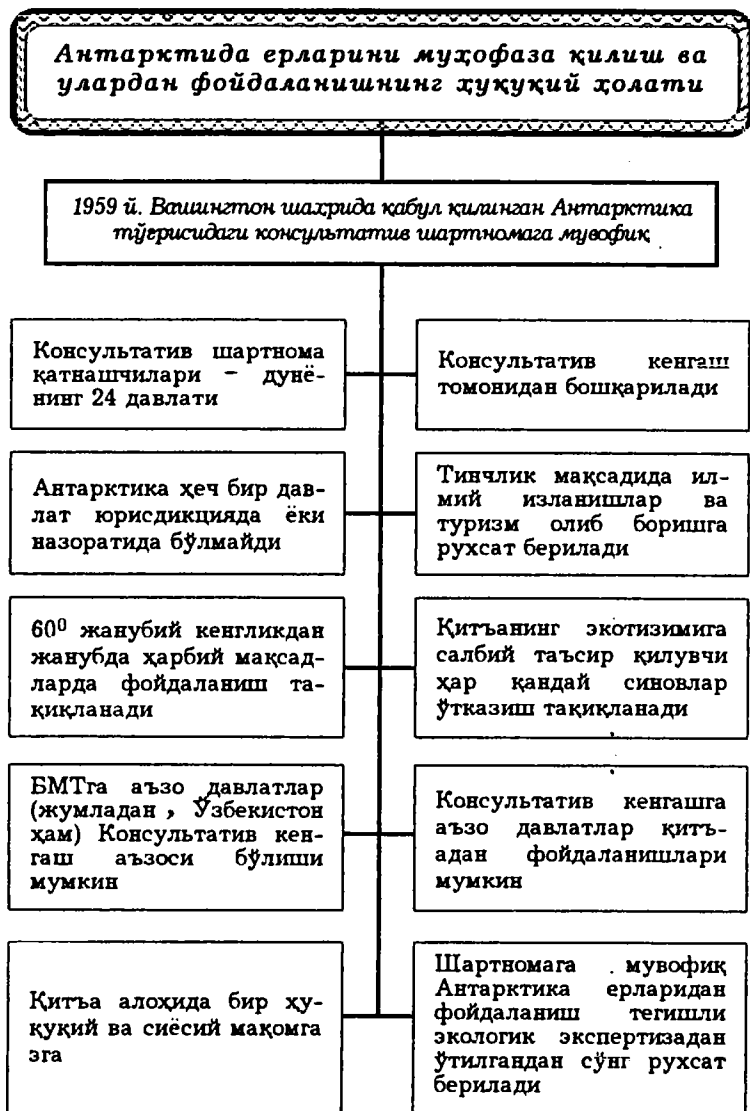 Антарктида ерларини муҳофаза қилиш ва
улардан фойдаланишнинг ҳуқуқий ҳолати
1959 й. Вашингтон шаҳрида қабул қилинган Антарктика
тўғрисидаги консультатив шартномага мувофиқ
Консультатив шартнома
қатнашчилари - дунё-
нинг 24 давлати
Консультатив кенгаш
томонидан бошқарилади
Антарктика ҳеч бир дав-
лат юрисдикцияда ёки
назоратида бўлмайди
Тинчлик мақсадида ил-
мий изланишлар ва
туризм олиб боришга
рухсат берилади
60⁰ жанубий кенгликдан
жанубда ҳарбий мақсад-
ларда фойдаланиш та-
қиқланади
Қитъанинг экотизимига
салбий таъсир қилувчи
ҳар қандай синовлар
ўтказиш тақиқланади
БМТга аъзо давлатлар
(жумладан , Ўзбекистон
ҳам) Консультатив кен-
гаш аъзоси бўлиши
мумкин
Консультатив кенгашга
аъзо давлатлар қитъ-
адан фойдаланишлари
мумкин
Қитъа алоҳида бир ҳу-
қуқий ва сиёсий мақомга
эга
Шартномага мувофиқ
Антарктика ерларидан
фойдаланиш тегишли
экологик экспертизадан
ўтилгандан сўнг рухсат
берилади